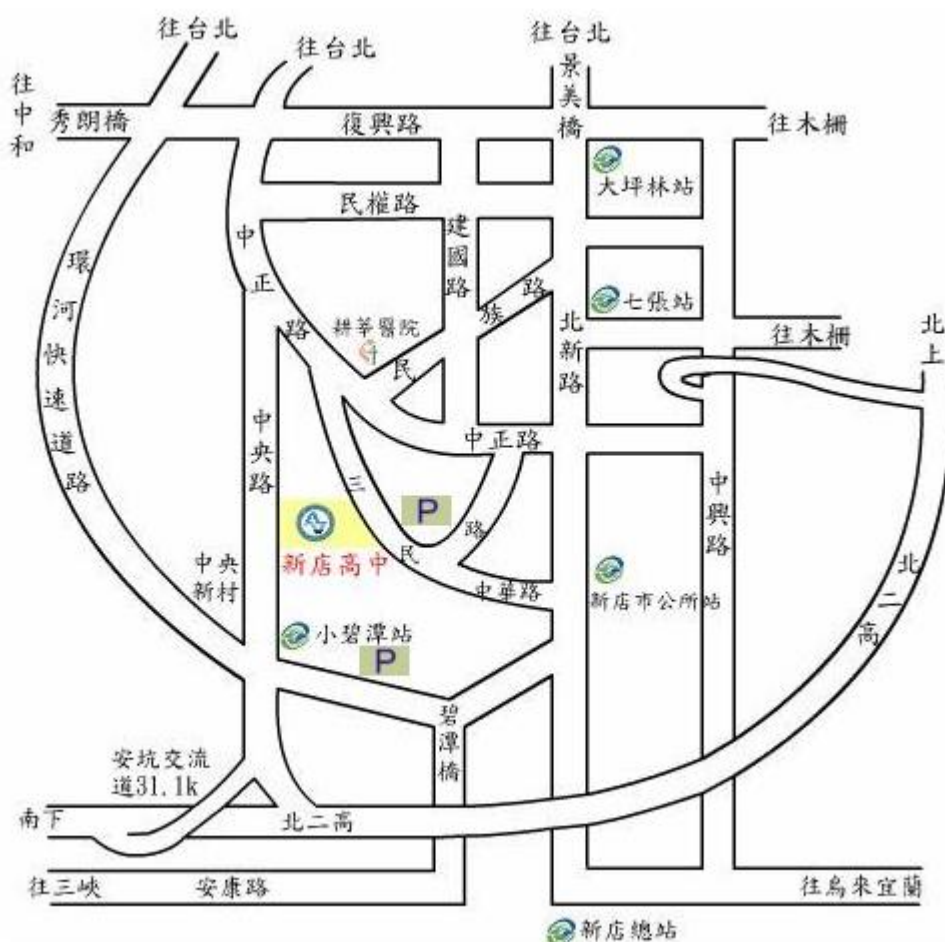 往台北
往台北
往台北
往中和
秀朗橋
復興路
景美橋
往木柵
大坪林站
民權路
建國路
中正路
環河快速道路
民族路
七張站
耕莘醫院
北新路
往木柵
北上
中央路
中正路
三民路
P
中興路
新店高中
中央
新村
中華路
新店市公所站
北二高
小碧潭站
P
碧潭橋
安坑交流
道31.1k
南下
北二高
往三峽
安康路
往烏來宜蘭
新店總站